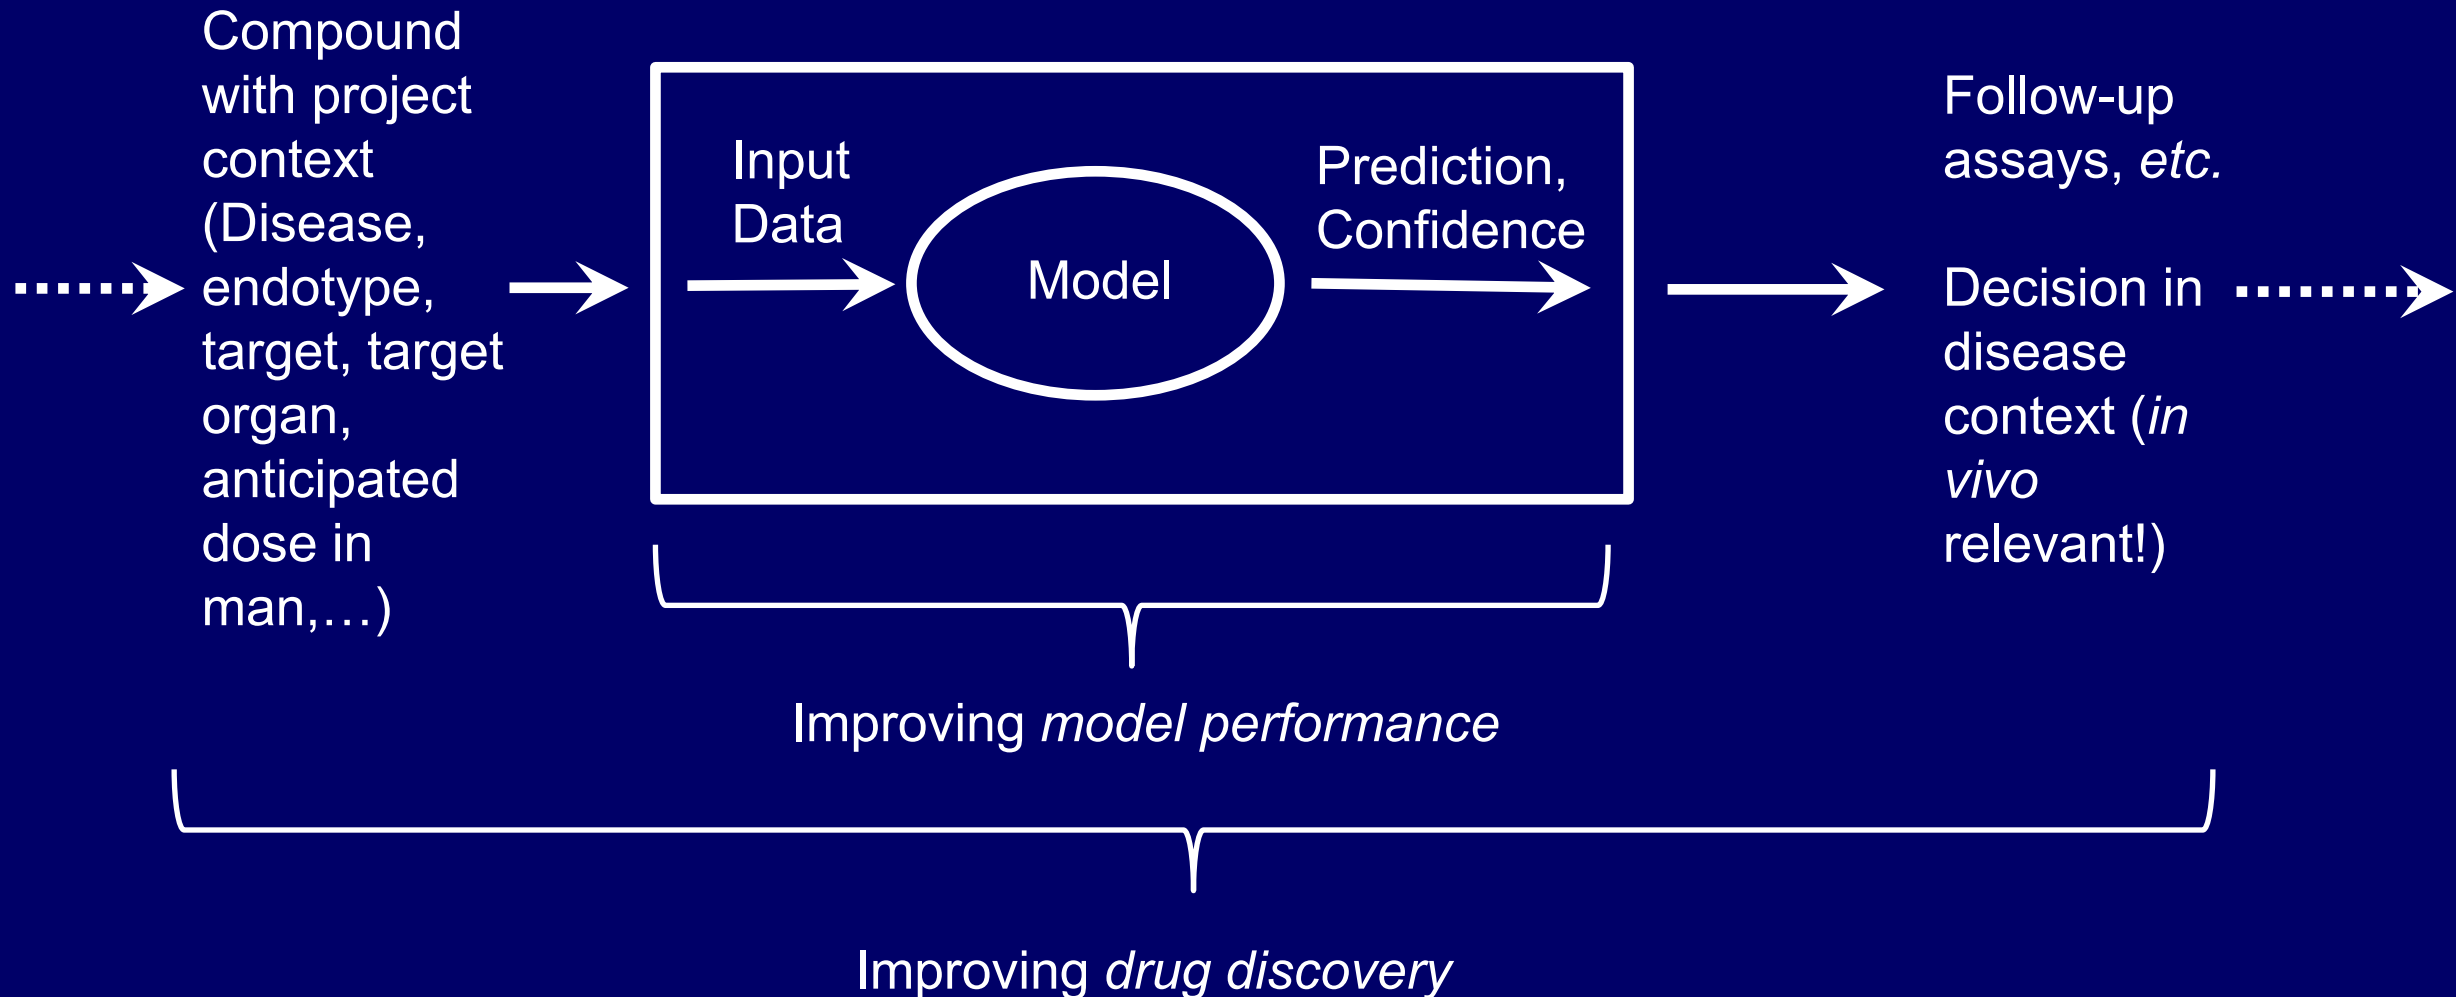 Compound
with project
context
(Disease,
endotype,
target, target
organ,
anticipated
dose in
man,…)
Input
Data
Model
Prediction,
Confidence
Follow-up
assays, etc.
Decision in
disease
context (in
vivo
relevant!)
Improving model performance
Improving drug discovery